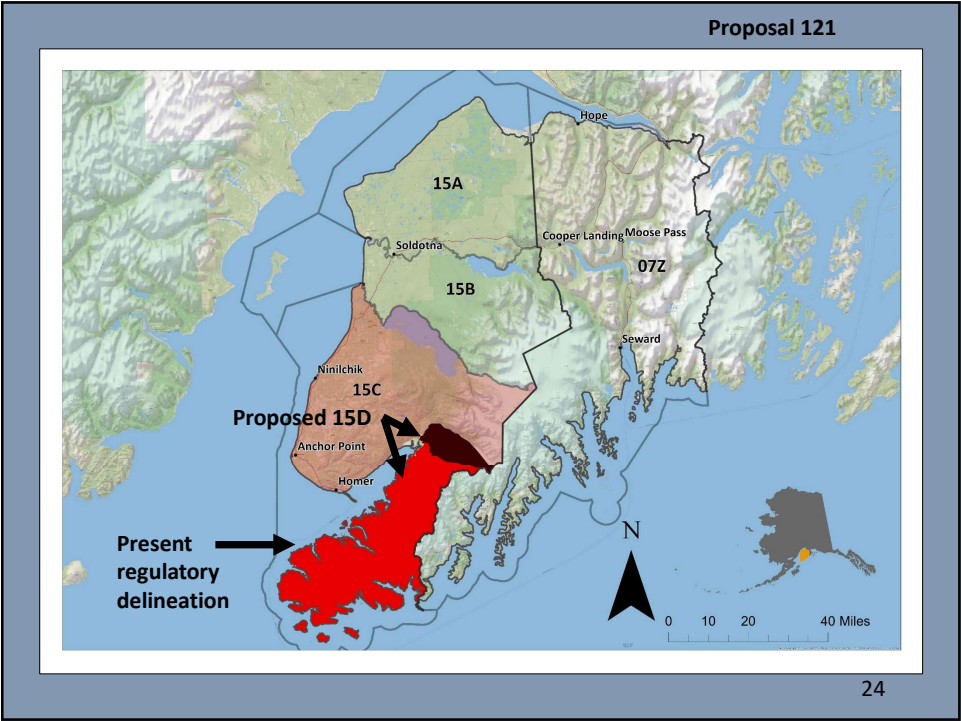 Proposal 121
Hope
15A
Cooper Landing
Moose Pass
Soldotna
07Z
15B
Seward
Ninilchik
15C
Proposed 15D
Anchor Point
Homer
N
Present
regulatory
delineation
0 10 20 40 Miles
24